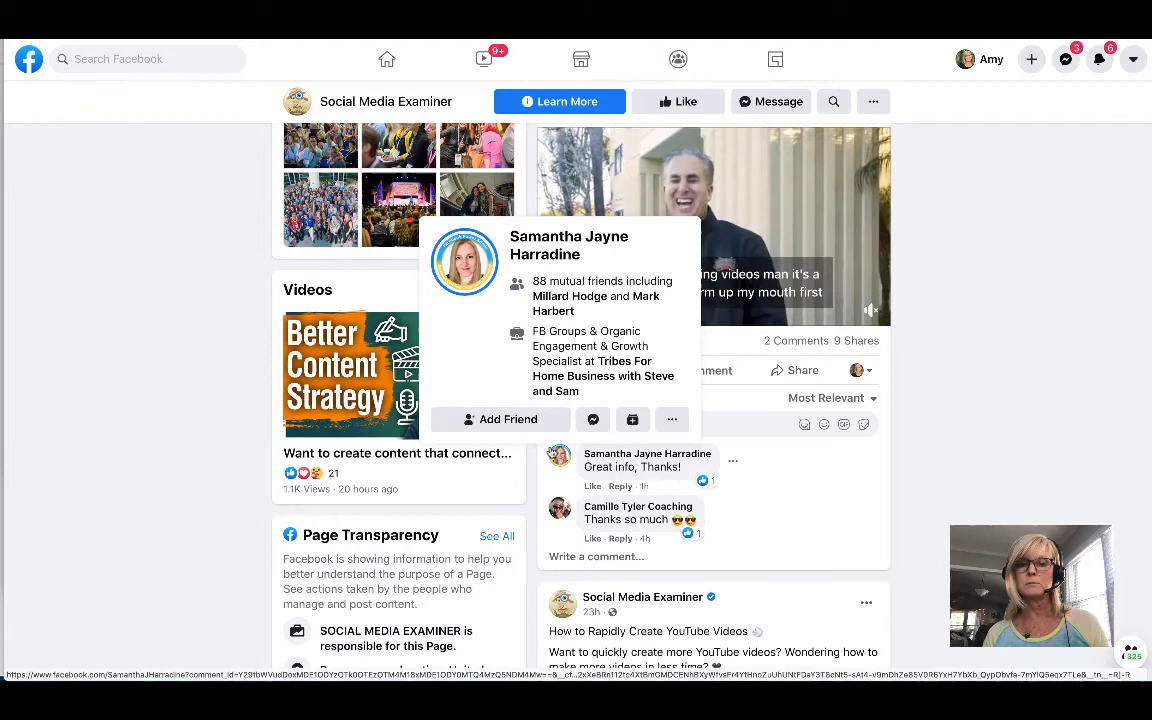 Search Facebook
9+
Amy
3
6
Social Media Examiner
Learn More
Like
Message
Samantha Jayne
Harradine
88 mutual friends including
Millard Hodge and Mark
Harbert
FB Groups & Organic
Engagement & Growth
Specialist at Tribes For
Home Business with Steve
and Sam
Add Friend
ing videos man it's a
rm up my mouth first
2 Comments 9 Shares
mment
Share
Most Relevant
Videos
Better
Content
Strategy
Want to create content that connect...
21
1.1K Views · 20 hours ago
Samantha Jayne Harradine
Great info, Thanks!
1
Like · Reply · 1h
Camille Tyler Coaching
Thanks so much 😎😎
1
Like · Reply · 4h
Write a comment...
Page Transparency
See All
Facebook is showing information to help you
better understand the purpose of a Page.
See actions taken by the people who
manage and post content.
SOCIAL MEDIA EXAMINER is
responsible for this Page.
Social Media Examiner
23h
How to Rapidly Create YouTube Videos
Want to quickly create more YouTube videos? Wondering how to
make more videos in less time?
325